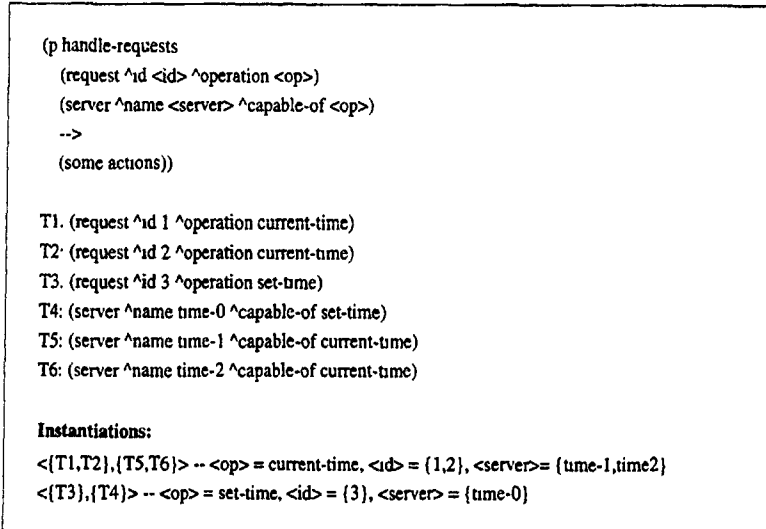 (p handle-requests
(request ^id <id> ^operation <op>)
(server ^name <server> ^capable-of <op>)
-->
(some actions))
T1. (request ^id 1 ^operation current-time)
T2· (request ^id 2 ^operation current-time)
T3. (request ^id 3 ^operation set-time)
T4: (server ^name time-0 ^capable-of set-time)
T5: (server ^name time-1 ^capable-of current-time)
T6: (server ^name time-2 ^capable-of current-time)
Instantiations:
<{T1,T2},{T5,T6}> -- <op> = current-time, <id> = {1,2}, <server>= {time-1,time2}
<{T3},{T4}> -- <op> = set-time, <id> = {3}, <server> = {time-0}